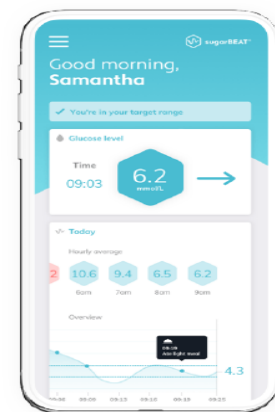 sugarBEAT
Good morning,
Samantha
You're in your target range
Glucose level
Time
09:03
6.2
mmol/L
Today
Hourly average
2
10.6
9.4
6.5
6.2
6am
7am
8am
9am
Overview
4.3